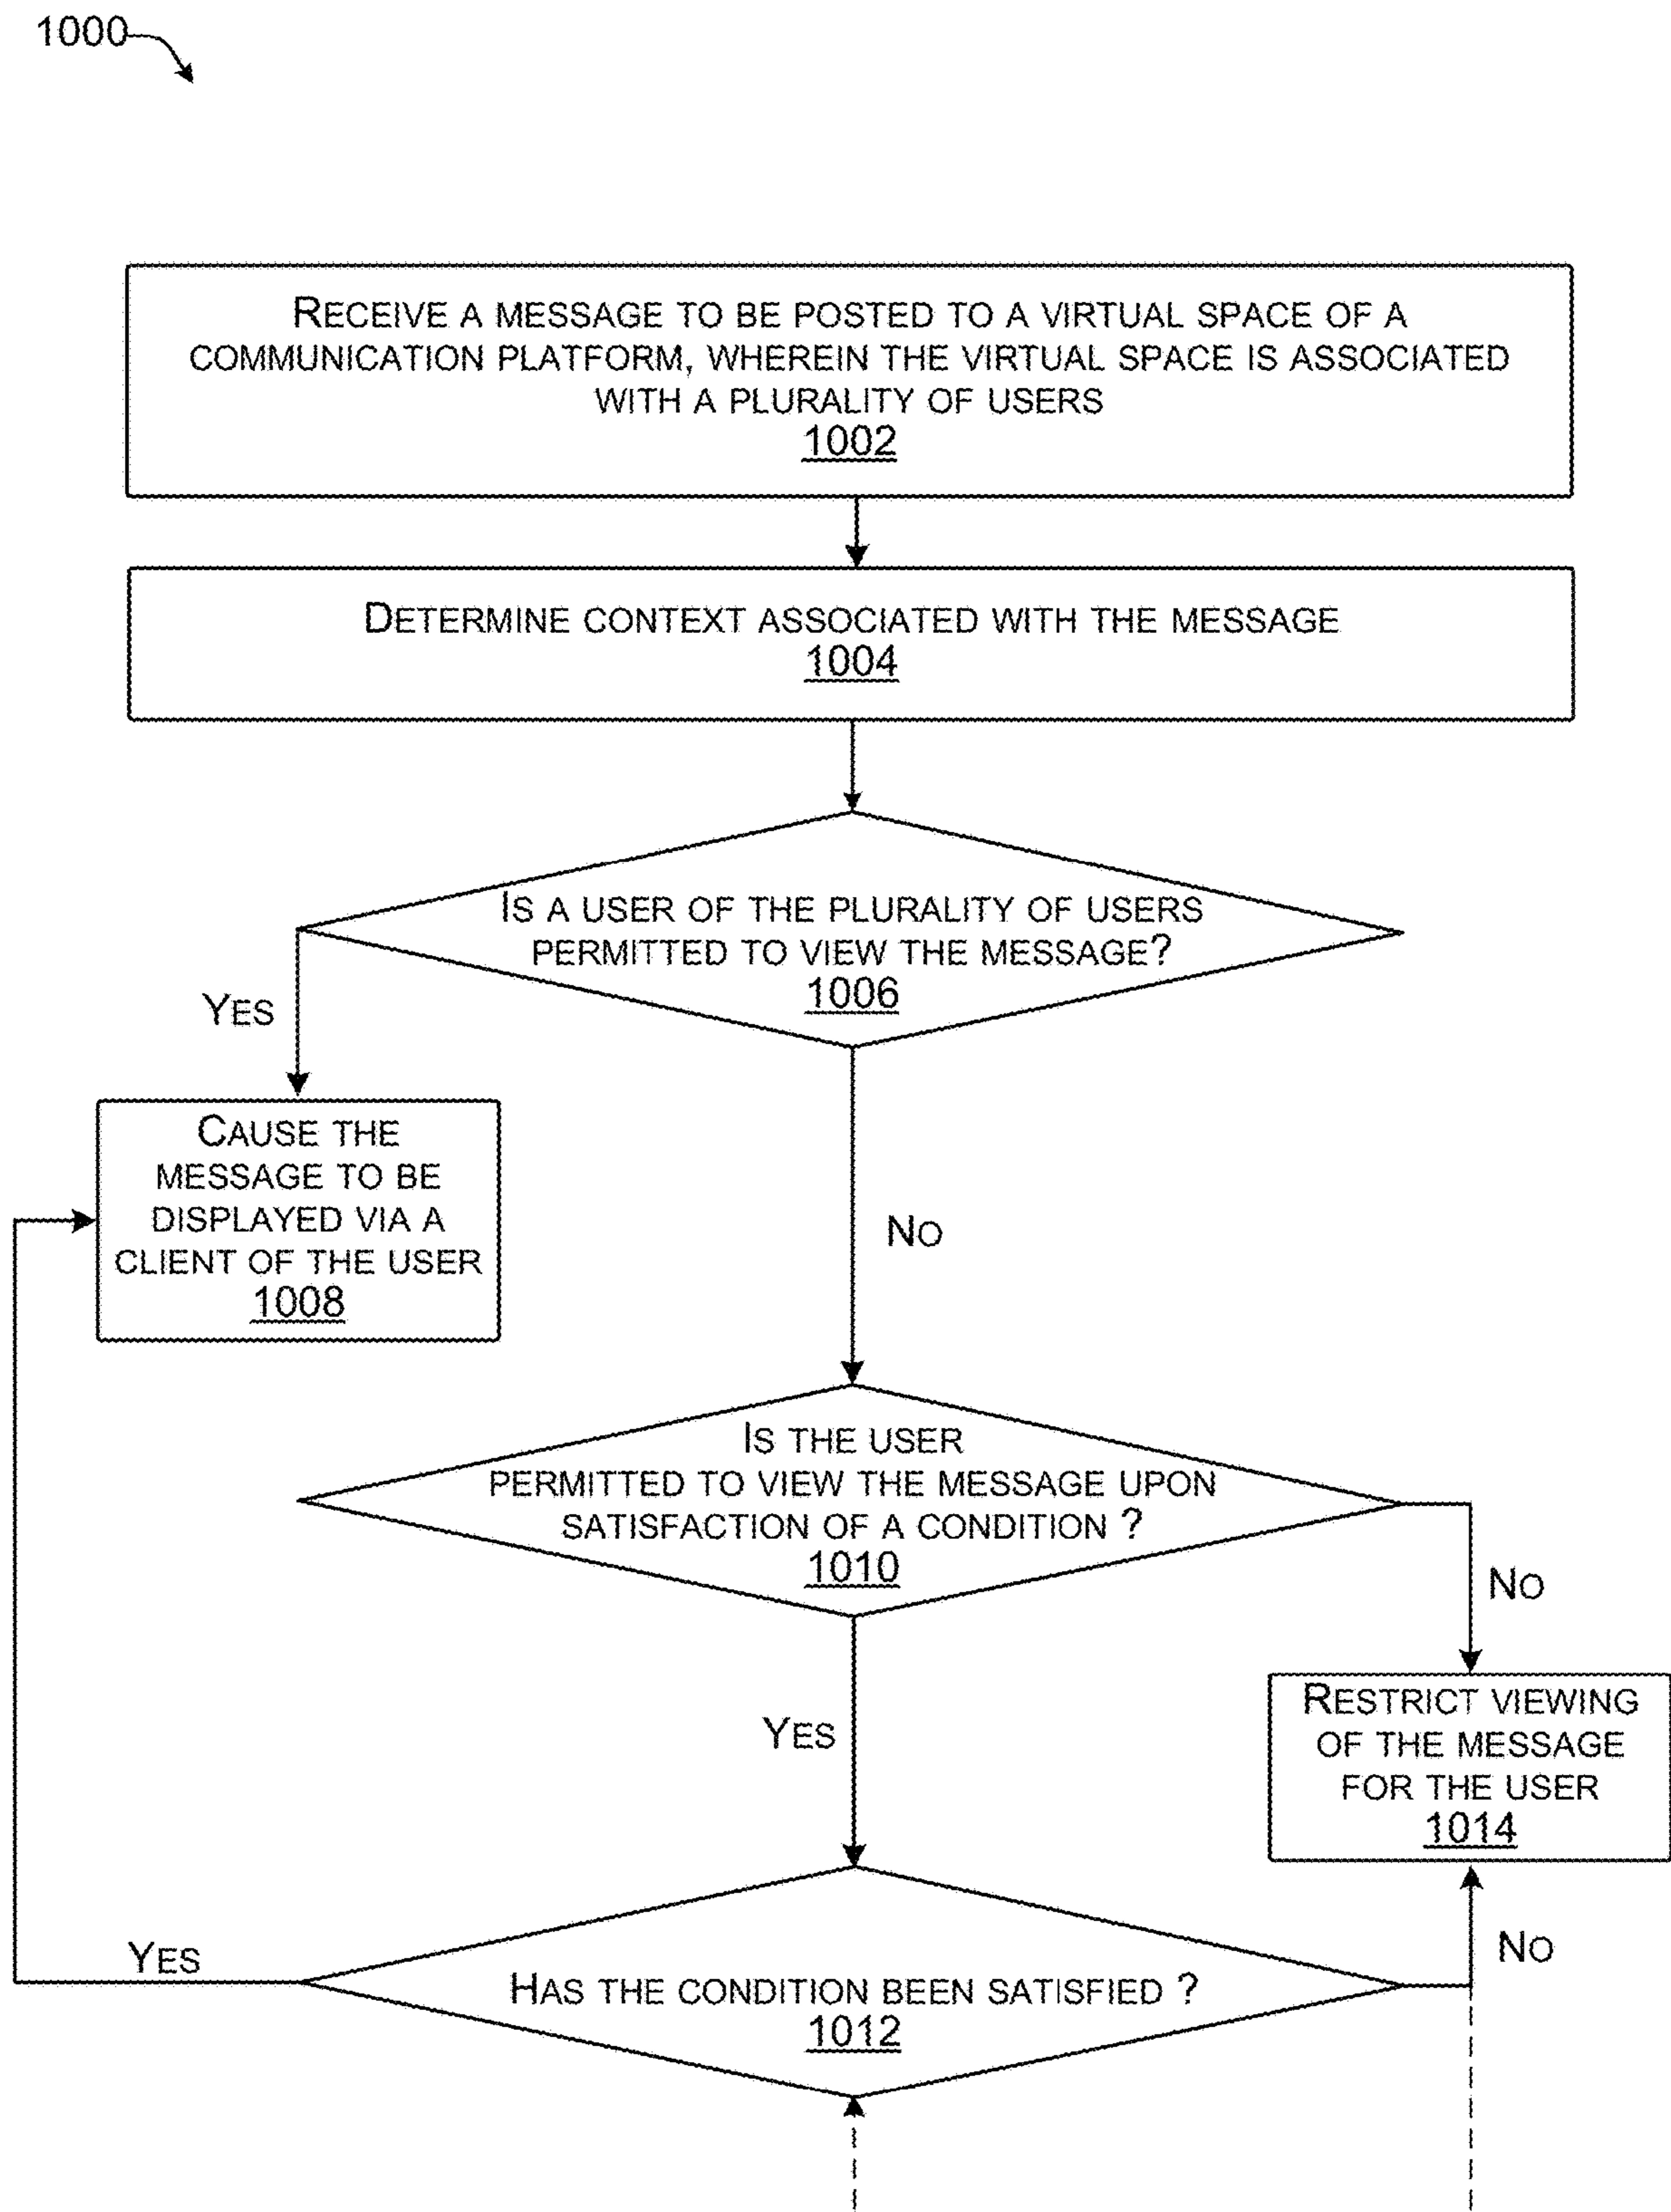 1000
RECEIVE A MESSAGE TO BE POSTED TO A VIRTUAL SPACE OF A
COMMUNICATION PLATFORM, WHEREIN THE VIRTUAL SPACE IS ASSOCIATED
WITH A PLURALITY OF USERS
1002
DETERMINE CONTEXT ASSOCIATED WITH THE MESSAGE
1004
IS A USER OF THE PLURALITY OF USERS
PERMITTED TO VIEW THE MESSAGE?
1006
YES
CAUSE THE
MESSAGE TO BE
DISPLAYED VIA A
CLIENT OF THE USER
1008
NO
IS THE USER
PERMITTED TO VIEW THE MESSAGE UPON
SATISFACTION OF A CONDITION ?
1010
NO
YES
RESTRICT VIEWING
OF THE MESSAGE
FOR THE USER
1014
YES
NO
HAS THE CONDITION BEEN SATISFIED ?
1012